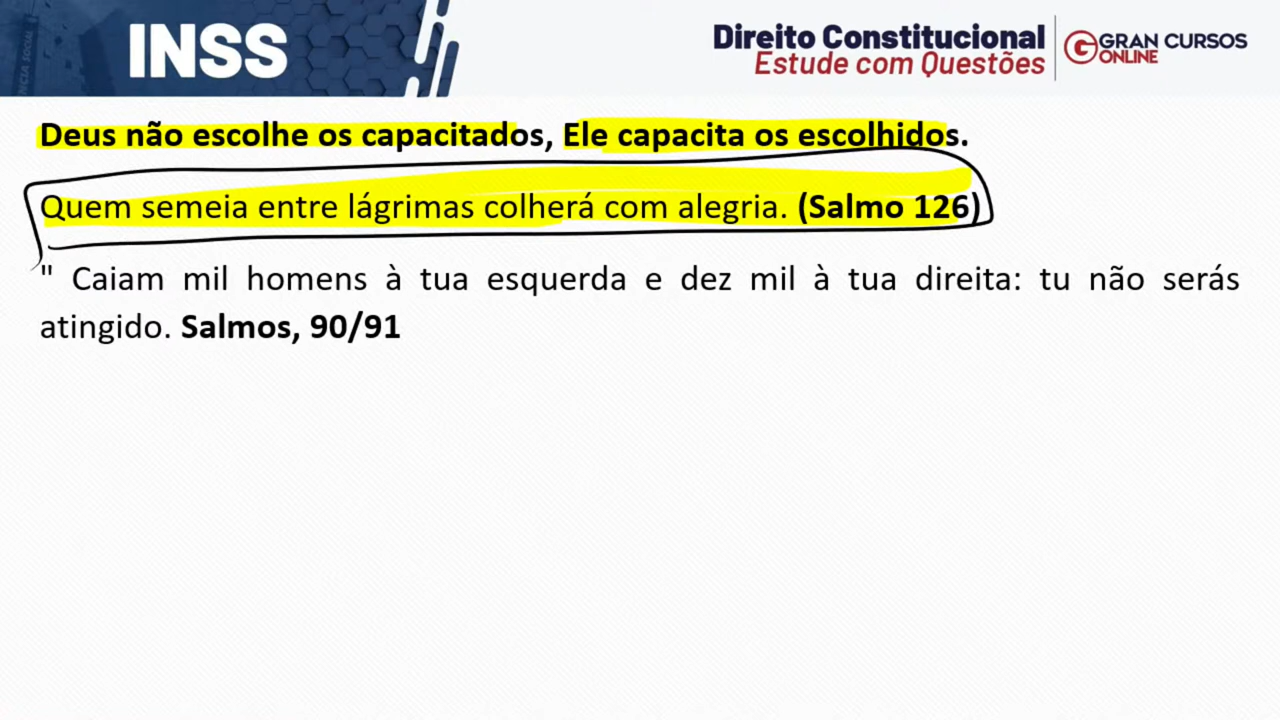 INSS
Direito Constitucional
Estude com Questões
GRAN CURSOS
ONLINE
Deus não escolhe os capacitados, Ele capacita os escolhidos.
Quem semeia entre lágrimas colherá com alegria. (Salmo 126)
" Caiam mil homens à tua esquerda e dez mil à tua direita: tu não serás
atingido. Salmos, 90/91